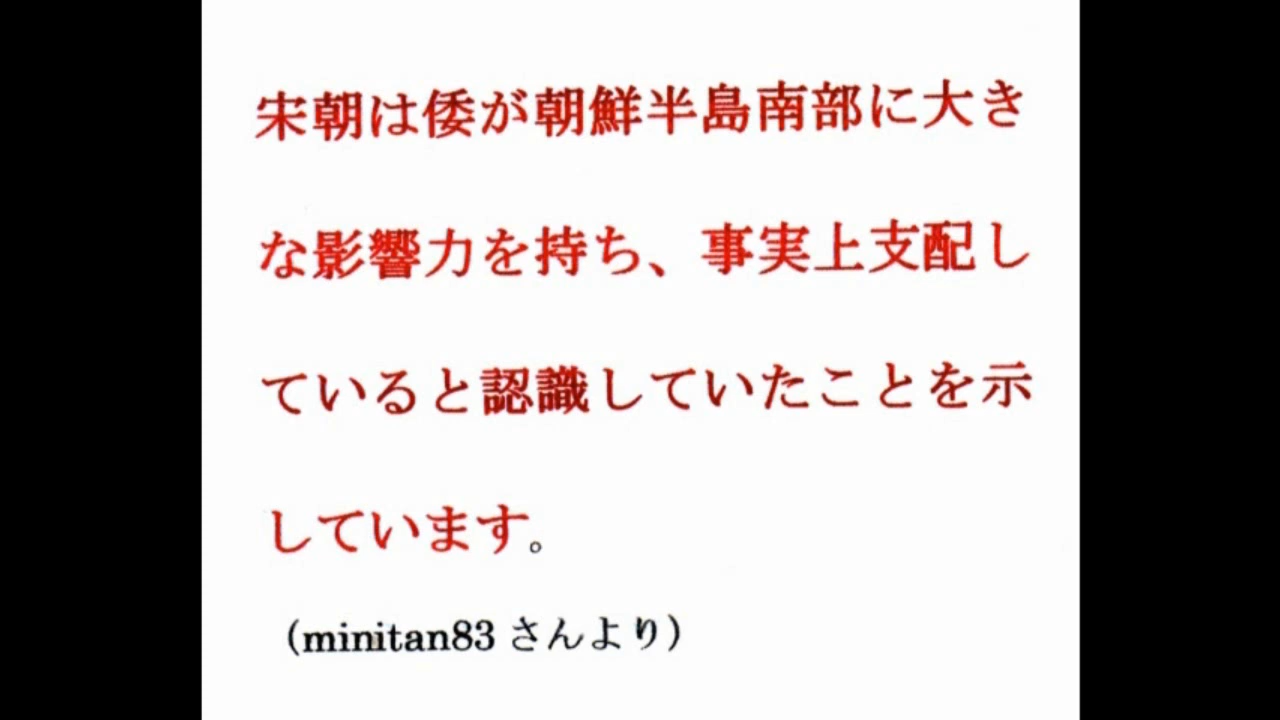 宋朝は倭が朝鮮半島南部に大き
な影響力を持ち、事実上支配し
ていると認識していたことを示
しています。
（minitan83 さんより）